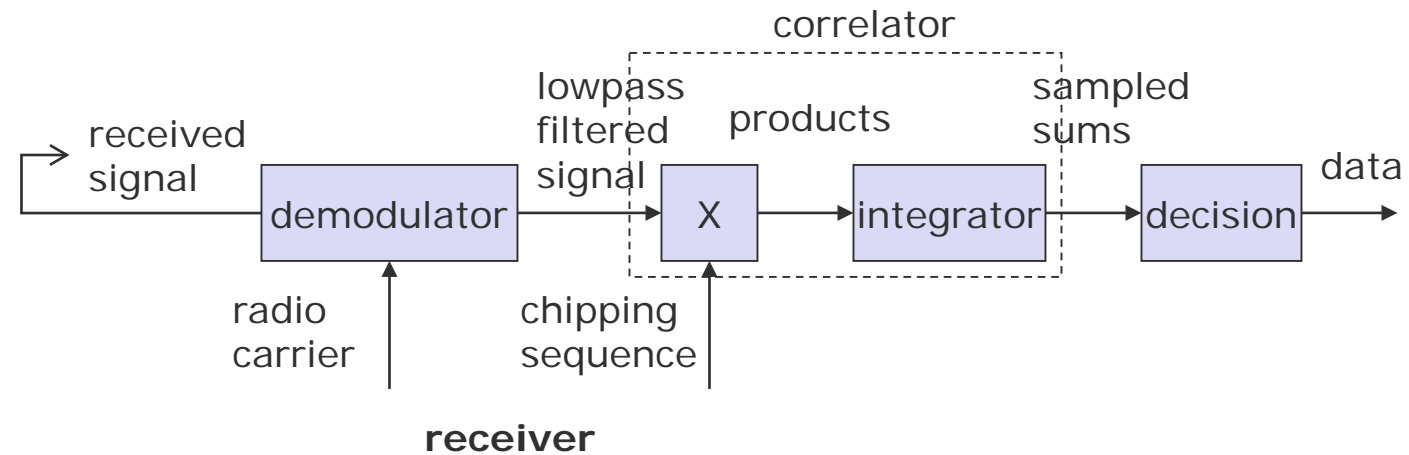 correlator
lowpass
filtered
signal
products
sampled
sums
received
signal
data
demodulator
X
integrator
decision
radio
carrier
chipping
sequence
receiver